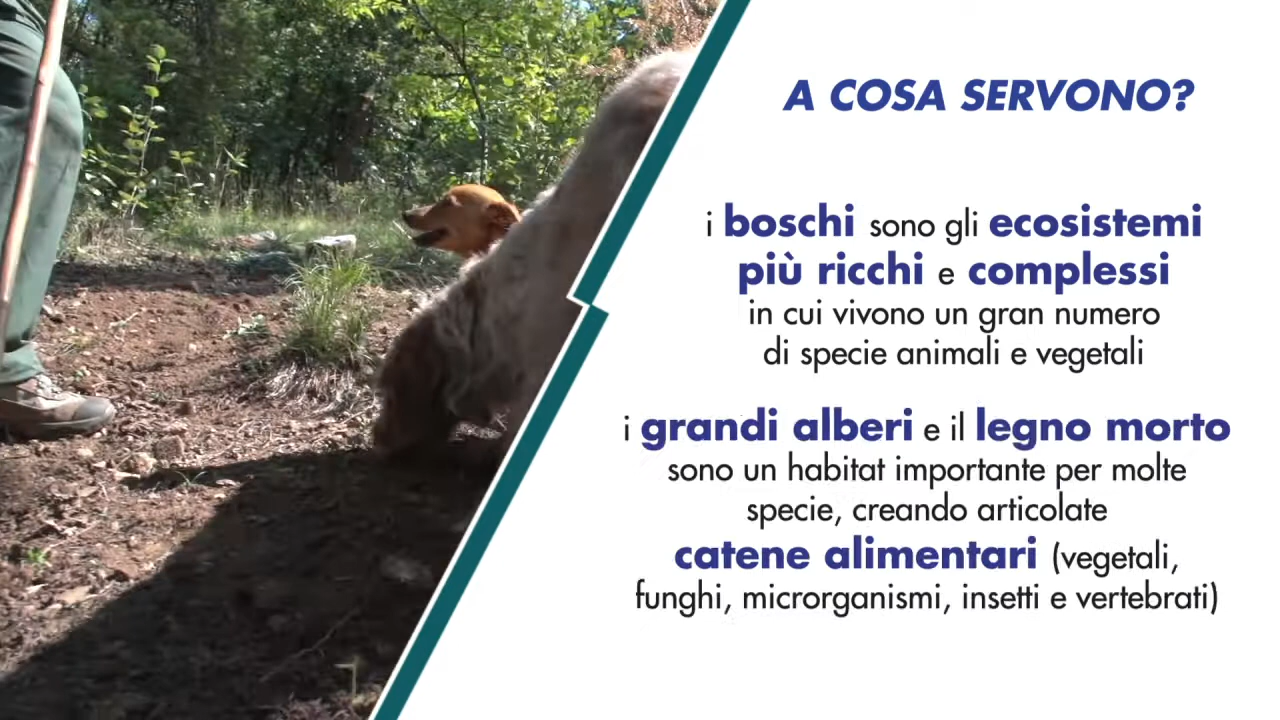 A COSA SERVONO?
i boschi sono gli ecosistemi
più ricchi e complessi
in cui vivono un gran numero
di specie animali e vegetali
i grandi alberi e il legno morto
sono un habitat importante per molte
specie, creando articolate
catene alimentari (vegetali,
funghi, microrganismi, insetti e vertebrati)